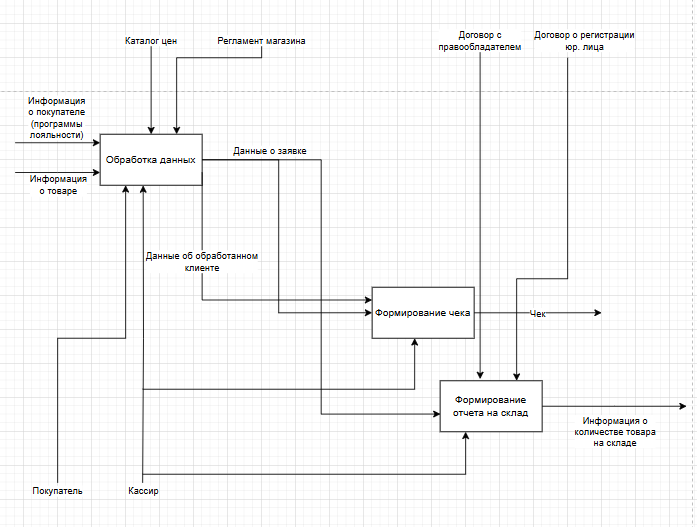 Каталог цен
Регламент магазина
Договор с
правообладателем
Договор о регистрации
юр. лица
Информация
о покупателе
(программы
лояльности)
Обработка данных
Информация
о товаре
Данные о заявке
Данные об обработанном
клиенте
Формирование чека
Чек
Формирование
отчета на склад
Информация о
количестве товара
на складе
Покупатель
Кассир